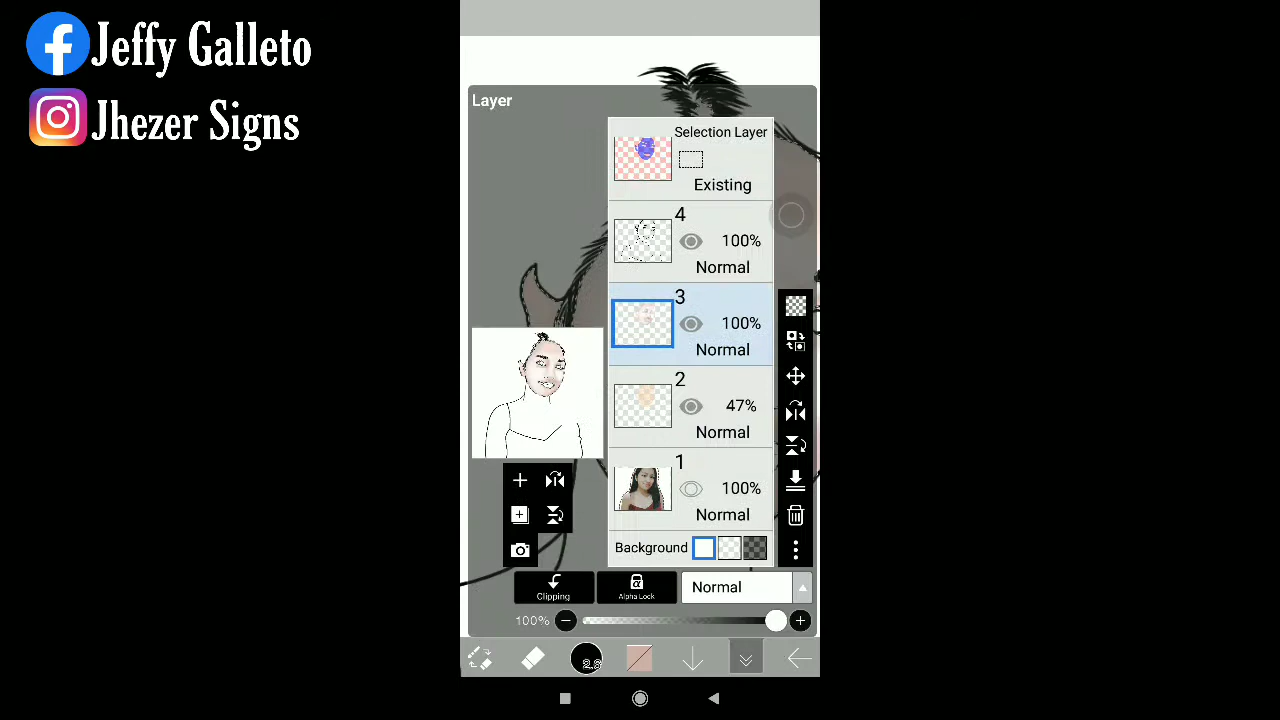 Jeffy Galleto
Jhezer Signs
Layer
Selection Layer
Existing
4
100%
Normal
3
100%
Normal
2
47%
Normal
1
100%
Normal
Background
Clipping
α
Alpha Lock
Normal
100%